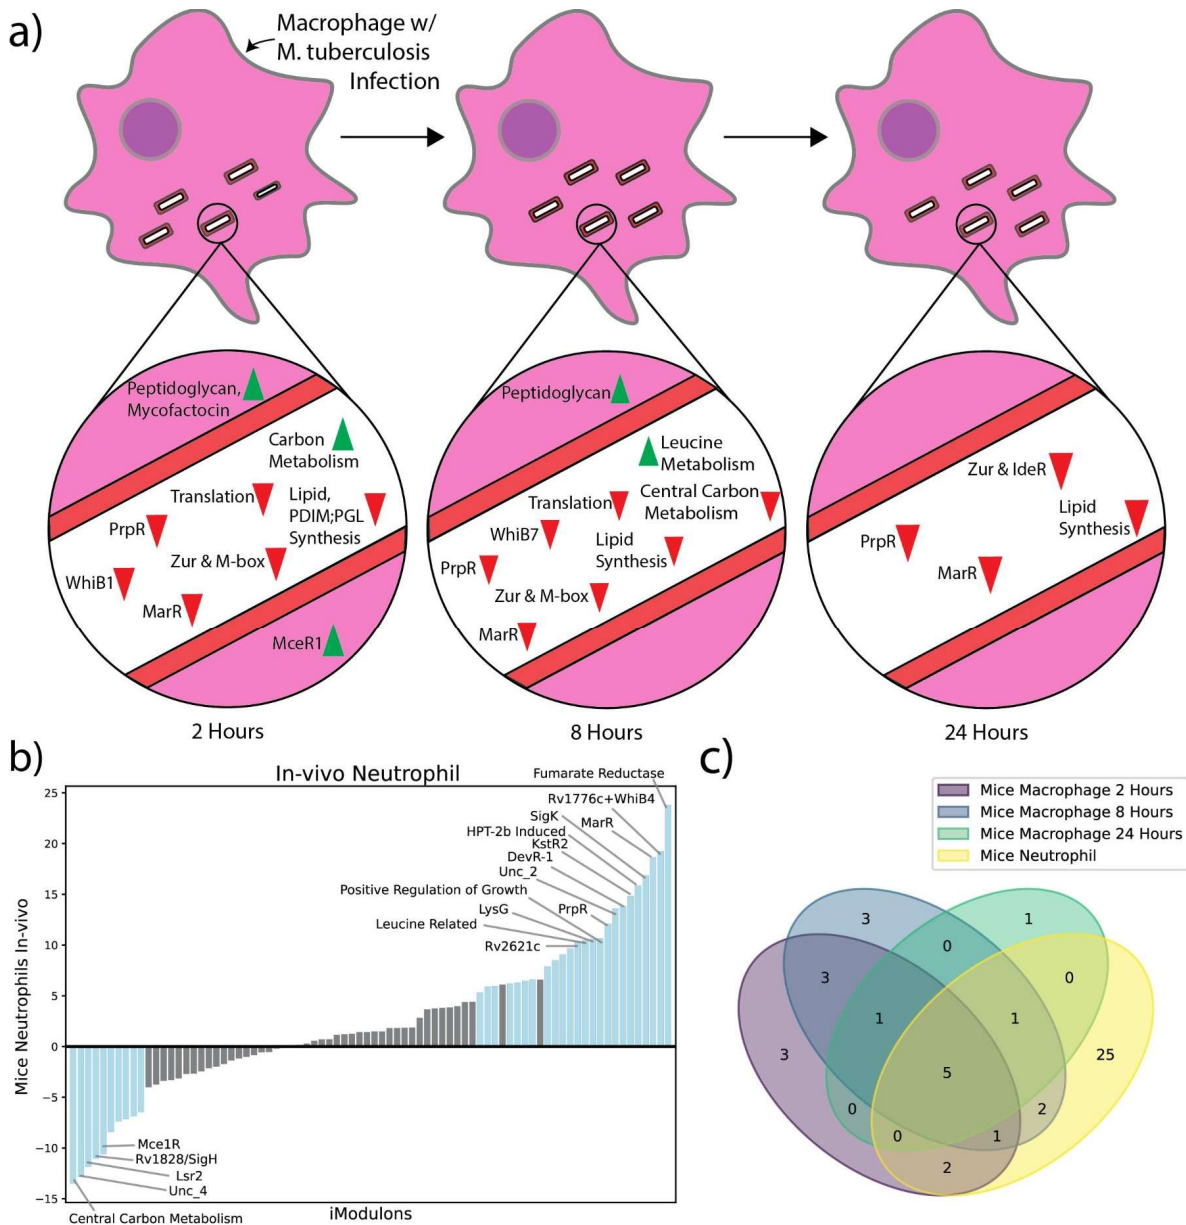 a)
Macrophage w/
M. tuberculosis
Infection
Peptidoglycan,
Mycofactocin
Carbon
Metabolism
Translation
Lipid,
PDIM;PGL
Synthesis
PrpR
Zur & M-box
WhiB1
MarR
MceR1
2 Hours
Peptidoglycan
Leucine
Metabolism
Translation
Central Carbon
Metabolism
WhiB7
Lipid
Synthesis
PrpR
Zur & M-box
MarR
8 Hours
Zur & IdeR
Lipid
Synthesis
PrpR
MarR
24 Hours
b)
In-vivo Neutrophil
Mice Neutrophils In-vivo
25
20
15
10
5
0
−5
−10
−15
Fumarate Reductase
Rv1776c+WhiB4
SigK
MarR
HPT-2b Induced
KstR2
DevR-1
Unc_2
Positive Regulation of Growth
PrpR
LysG
Leucine Related
Rv2621c
Mce1R
Rv1828/SigH
Lsr2
Unc_4
Central Carbon Metabolism
iModulons
c)
Mice Macrophage 2 Hours
Mice Macrophage 8 Hours
Mice Macrophage 24 Hours
Mice Neutrophil
3
1
0
3
0
1
1
3
5
25
0
2
0
1
2